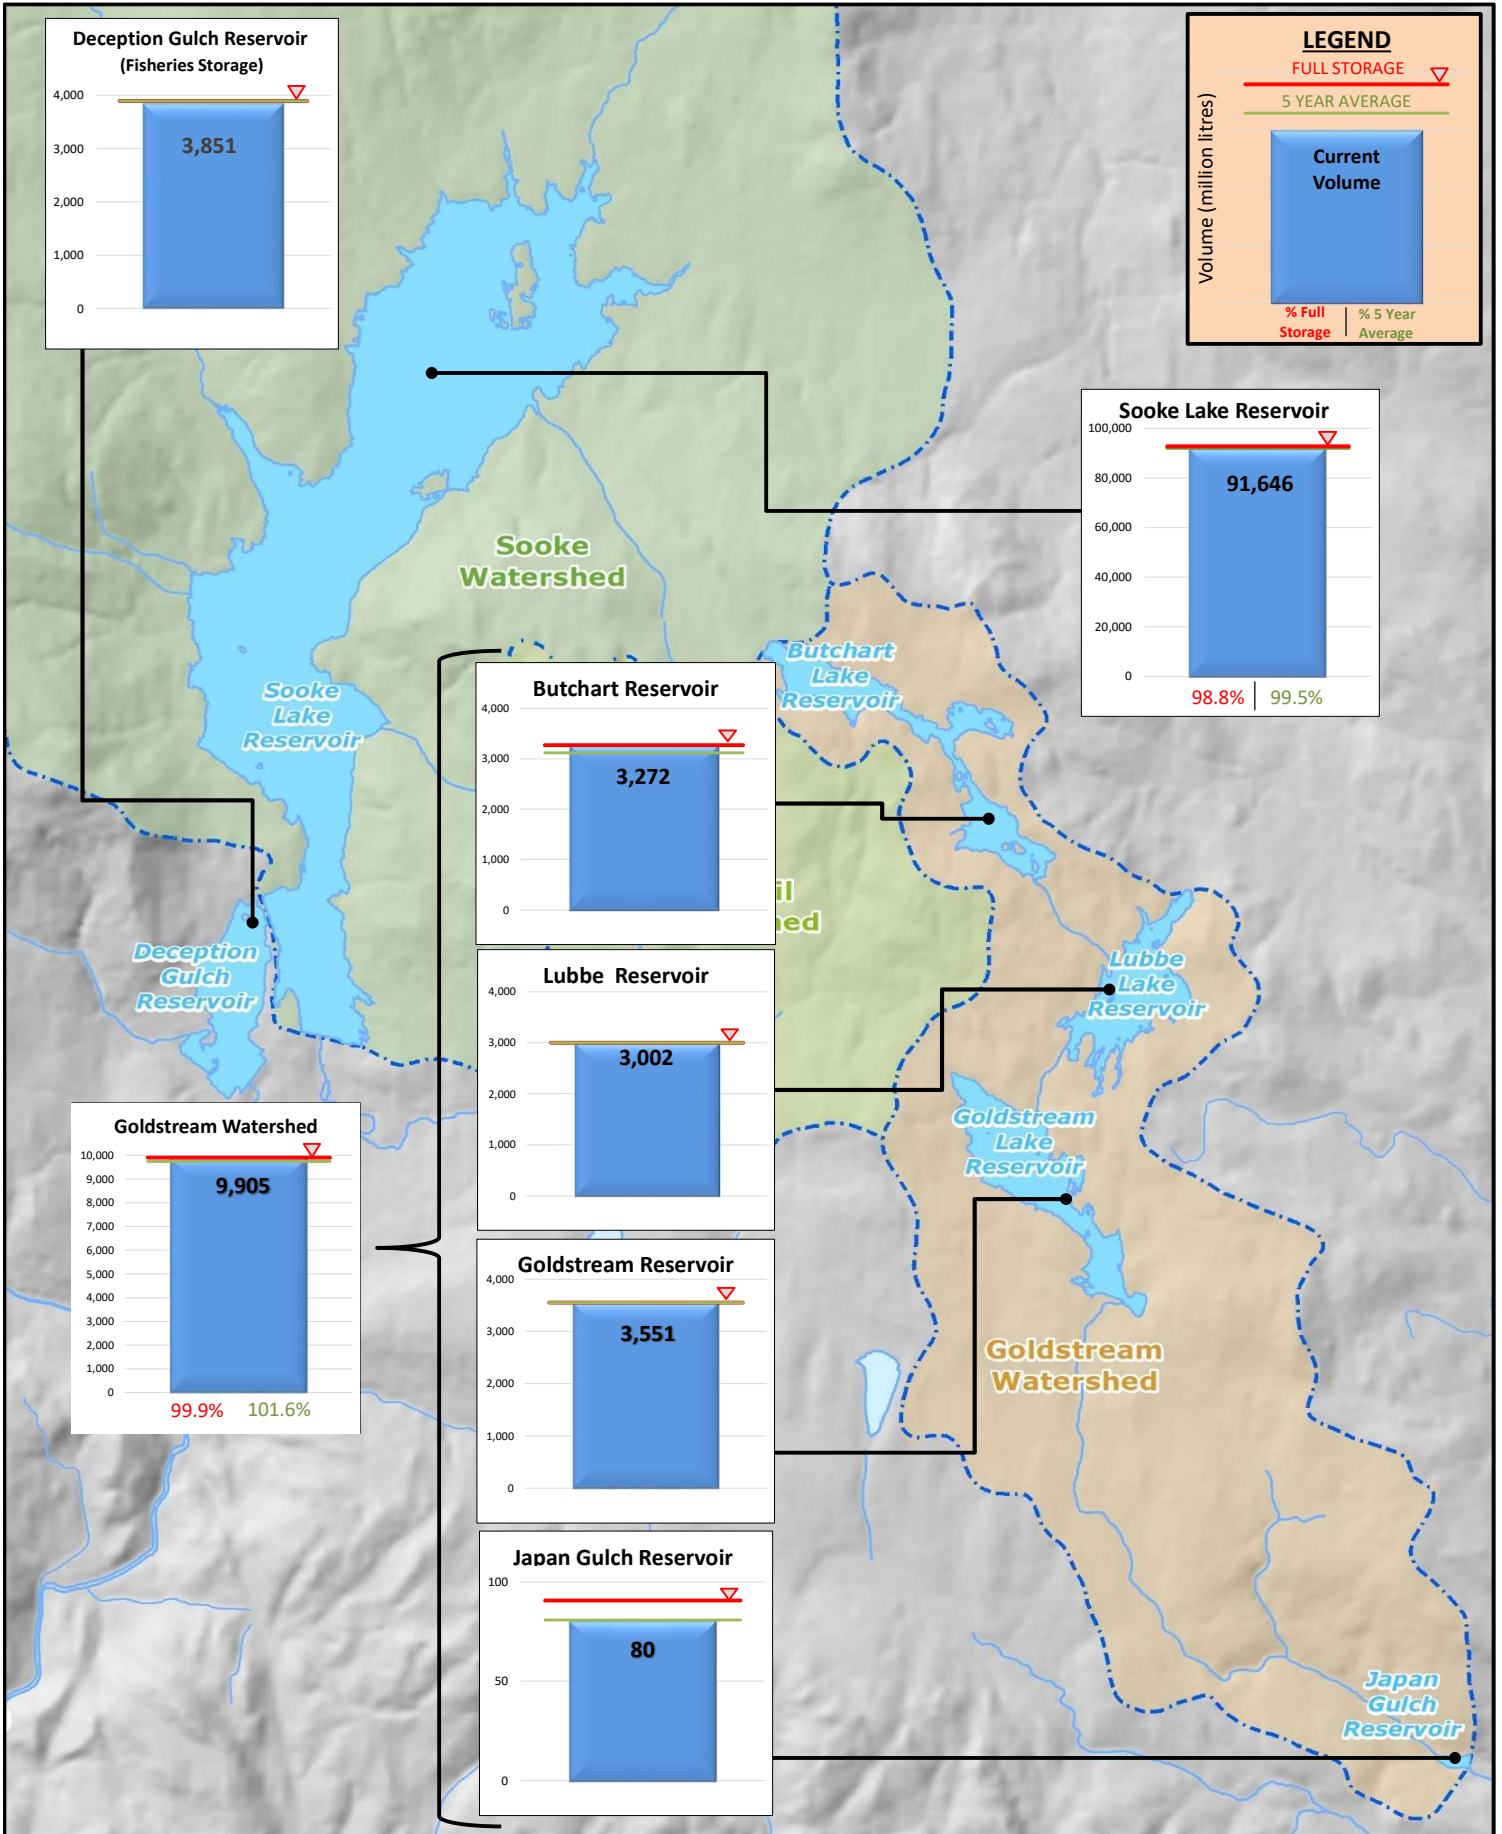 Deception Gulch Reservoir
(Fisheries Storage)
4,000
3,000
2,000
1,000
0
3,851
LEGEND
FULL STORAGE
5 YEAR AVERAGE
Volume (million litres)
Current
Volume
% Full
Storage
% 5 Year
Average
Sooke Lake Reservoir
100,000
80,000
60,000
40,000
20,000
0
91,646
98.8%
99.5%
Sooke
Watershed
Sooke
Lake
Reservoir
Butchart
Lake
Reservoir
Butchart Reservoir
4,000
3,000
2,000
1,000
0
3,272
il
ed
Deception
Gulch
Reservoir
Lubbe Reservoir
4,000
3,000
2,000
1,000
0
3,002
Lubbe
Lake
Reservoir
Goldstream Watershed
10,000
9,000
8,000
7,000
6,000
5,000
4,000
3,000
2,000
1,000
0
9,905
99.9%
101.6%
Goldstream
Lake
Reservoir
Goldstream Reservoir
4,000
3,000
2,000
1,000
0
3,551
Goldstream
Watershed
Japan Gulch Reservoir
100
50
0
80
Japan
Gulch
Reservoir